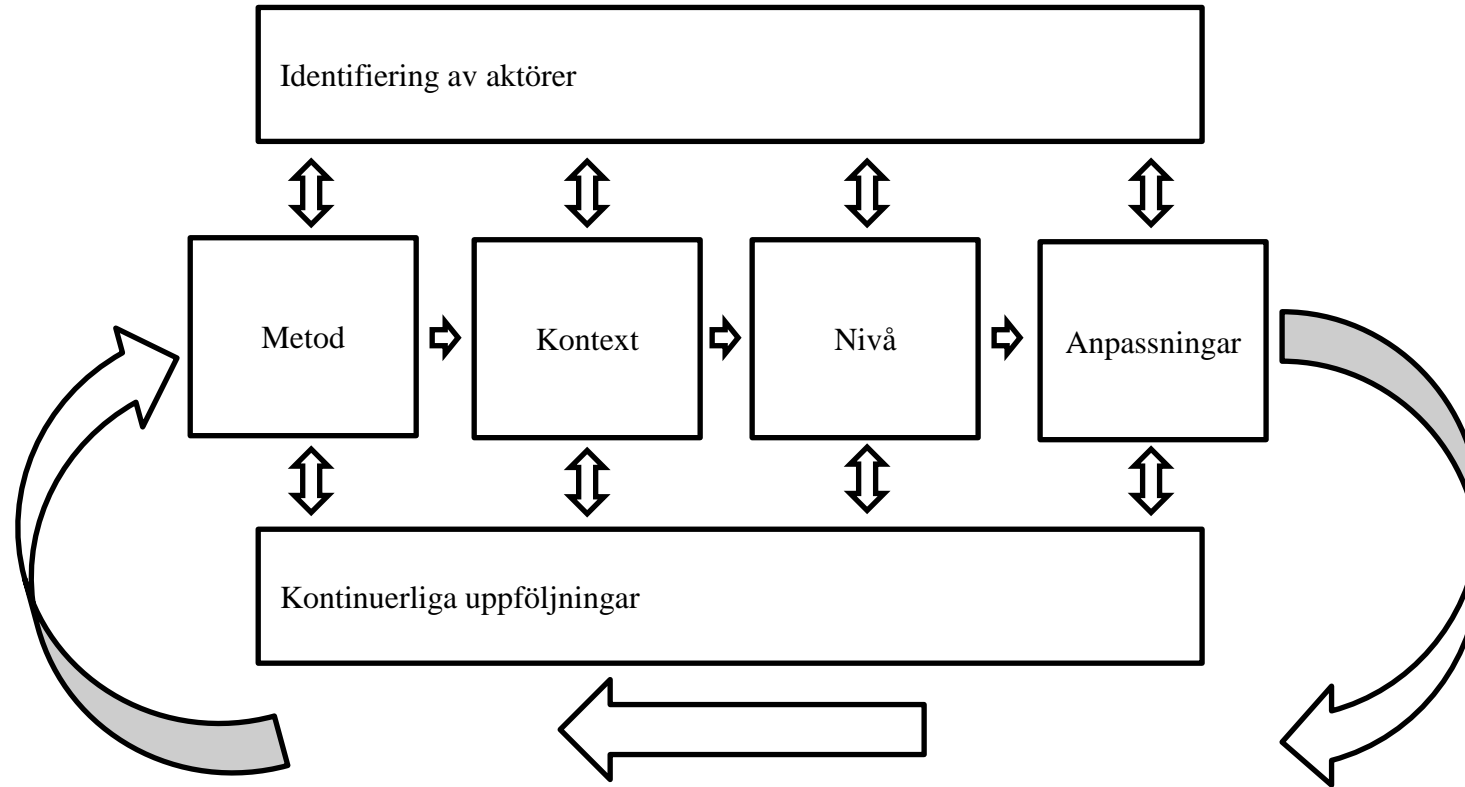 Identifiering av aktörer
Metod
Kontext
Nivå
Anpassningar
Kontinuerliga uppföljningar